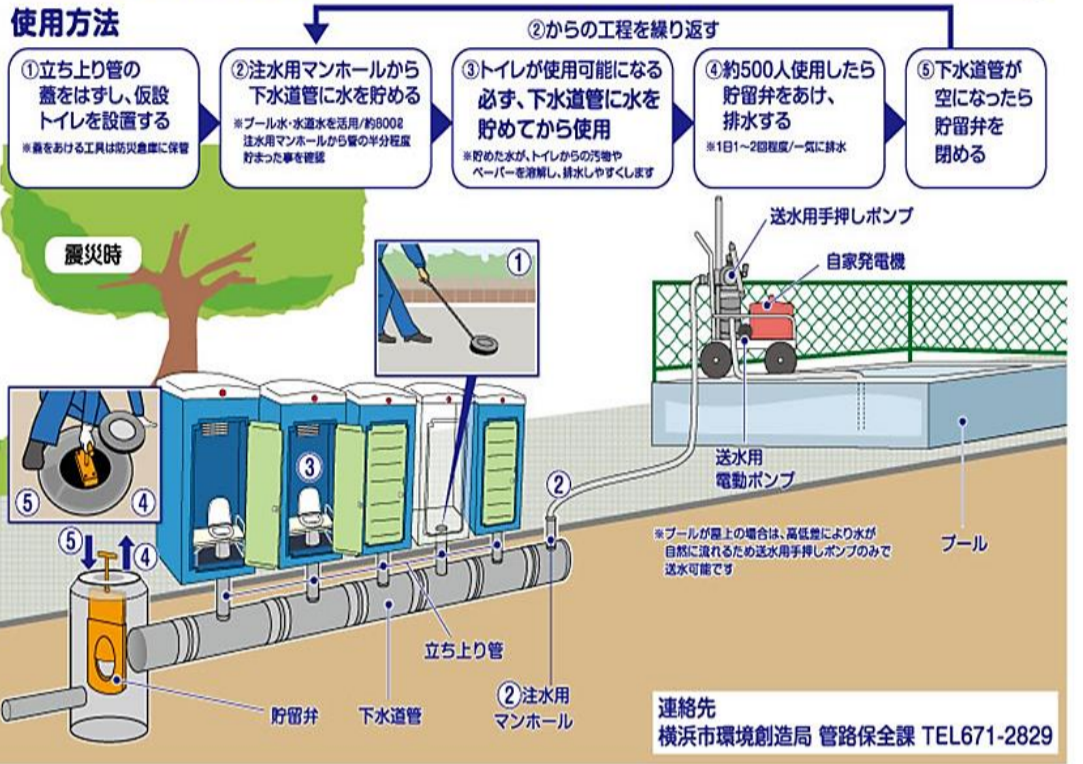 使用方法
②からの工程を繰り返す
①立ち上り管の
蓋をはずし、仮設
トイレを設置する
※蓋をあける工具は防災倉庫に保管
②注水用マンホールから
下水道管に水を貯める
※プール水・水道水を活用/約800ℓ
注水用マンホールから管の半分程度
貯まった事を確認
③トイレが使用可能になる
必ず、下水道管に水を
貯めてから使用
※貯めた水が、トイレからの汚物や
ペーパーを溶解し、排水しやすくします
④約500人使用したら
貯留弁をあけ、
排水する
※1日1～2回程度/一気に排水
⑤下水道管が
空になったら
貯留弁を
閉める
震災時
①
送水用手押しポンプ
自家発電機
⑤
④
③
②
送水用
電動ポンプ
⑤
④
※プールが屋上の場合は、高低差により水が
自然に流れるため送水用手押しポンプのみで
送水可能です
プール
立ち上り管
貯留弁
下水道管
②注水用
マンホール
連絡先
横浜市環境創造局 管路保全課 TEL671-2829